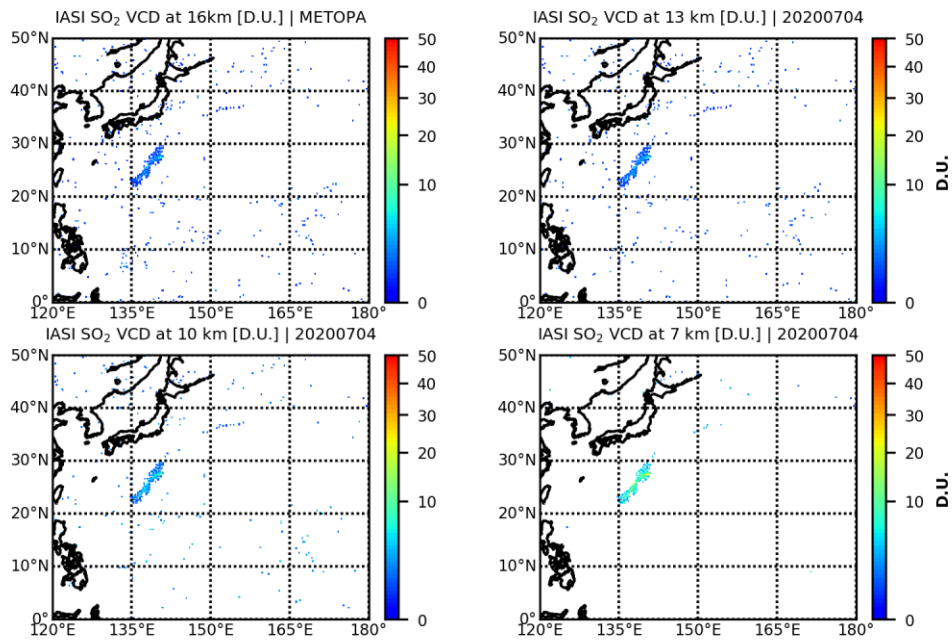 IASI SO₂ VCD at 16km [D.U.] | METOPA
50°N
40°N
30°N
20°N
10°N
0°
120°E 135°E 150°E 165°E 180°
50
40
30
20
10
0
IASI SO₂ VCD at 13 km [D.U.] | 20200704
50°N
40°N
30°N
20°N
10°N
0°
120°E 135°E 150°E 165°E 180°
50
40
30
20
10
0
D.U.
IASI SO₂ VCD at 10 km [D.U.] | 20200704
50°N
40°N
30°N
20°N
10°N
0°
120°E 135°E 150°E 165°E 180°
50
40
30
20
10
0
IASI SO₂ VCD at 7 km [D.U.] | 20200704
50°N
40°N
30°N
20°N
10°N
0°
120°E 135°E 150°E 165°E 180°
50
40
30
20
10
0
D.U.